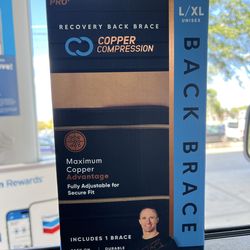 PRO+
L/XL
UNISEX
RECOVERY BACK BRACE
COPPER
COMPRESSION
BACK BRACE
Maximum
Copper
Advantage
Fully Adjustable for
Secure Fit
INCLUDES 1 BRACE
DURABLE
Rewards